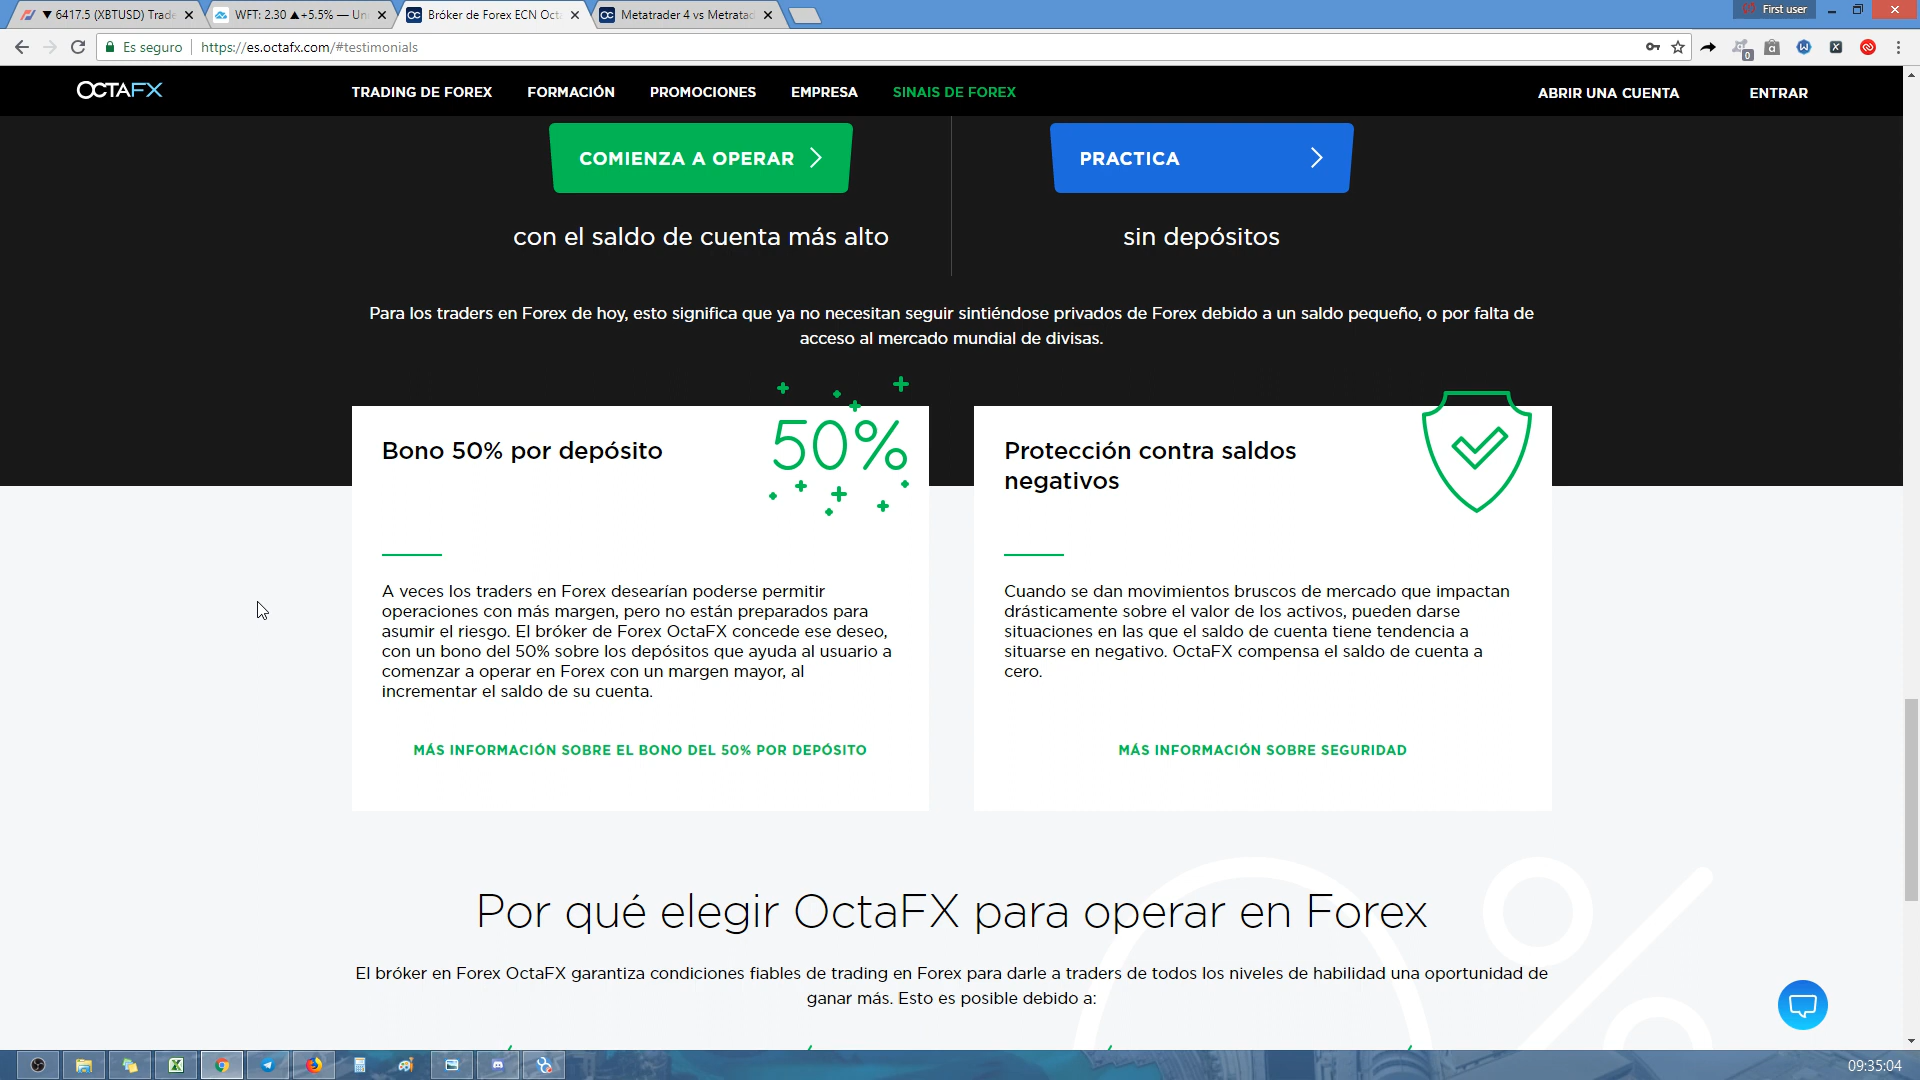 ▼ 6417.5 (XBTUSD) Trade
WFT: 2.30 ▲+5.5% — Un
Bróker de Forex ECN Octa
Metatrader 4 vs Metratad
First user
Es seguro
https://es.octafx.com/#testimonials
0
OCTAFX
TRADING DE FOREX
FORMACIÓN
PROMOCIONES
EMPRESA
SINAIS DE FOREX
ABRIR UNA CUENTA
ENTRAR
COMIENZA A OPERAR
PRACTICA
con el saldo de cuenta más alto
sin depósitos
Para los traders en Forex de hoy, esto significa que ya no necesitan seguir sintiéndose privados de Forex debido a un saldo pequeño, o por falta de
acceso al mercado mundial de divisas.
Bono 50% por depósito
50%
A veces los traders en Forex desearían poderse permitir
operaciones con más margen, pero no están preparados para
asumir el riesgo. El bróker de Forex OctaFX concede ese deseo,
con un bono del 50% sobre los depósitos que ayuda al usuario a
comenzar a operar en Forex con un margen mayor, al
incrementar el saldo de su cuenta.
MÁS INFORMACIÓN SOBRE EL BONO DEL 50% POR DEPÓSITO
Protección contra saldos
negativos
Cuando se dan movimientos bruscos de mercado que impactan
drásticamente sobre el valor de los activos, pueden darse
situaciones en las que el saldo de cuenta tiene tendencia a
situarse en negativo. OctaFX compensa el saldo de cuenta a
cero.
MÁS INFORMACIÓN SOBRE SEGURIDAD
Por qué elegir OctaFX para operar en Forex
El bróker en Forex OctaFX garantiza condiciones fiables de trading en Forex para darle a traders de todos los niveles de habilidad una oportunidad de
ganar más. Esto es posible debido a:
09:35:04